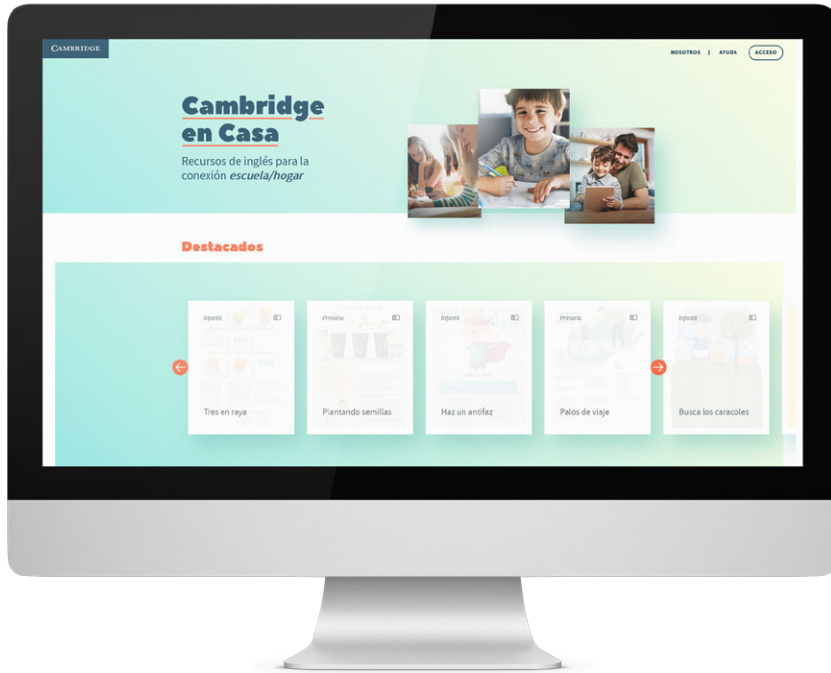 CAMBRIDGE
NOSOTROS | AYUDA ACCESO
Cambridge
en Casa
Recursos de inglés para la
conexión escuela/hogar
Destacados
Infantil Primaria Infantil Primaria Infantil
Tres en raya Plantando semillas Haz un antifaz Palos de viaje Busca los caracoles